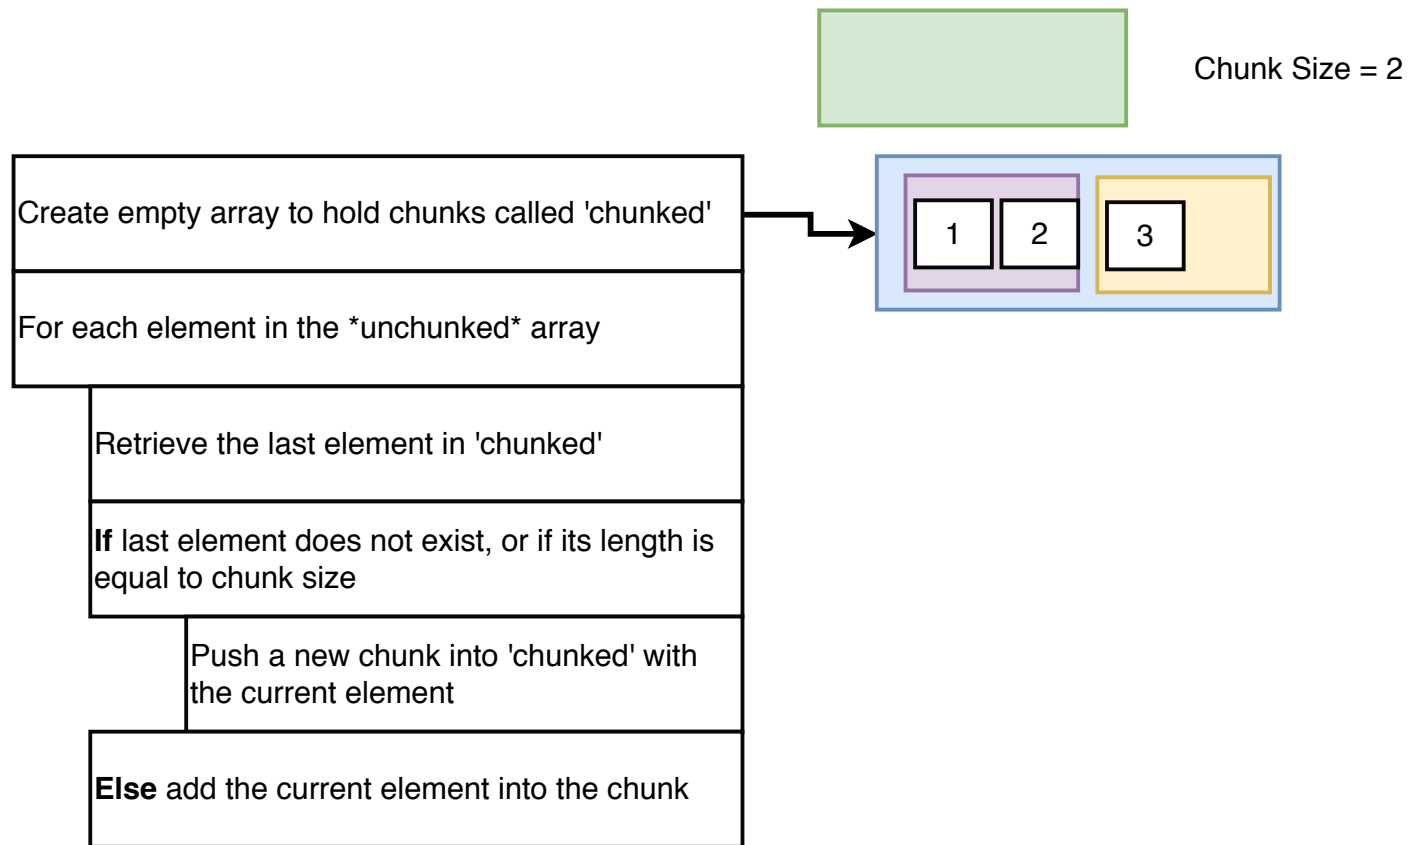 Chunk Size = 2
Create empty array to hold chunks called 'chunked'
1 2 3
For each element in the *unchunked* array
Retrieve the last element in 'chunked'
If last element does not exist, or if its length is
equal to chunk size
Push a new chunk into 'chunked' with
the current element
Else add the current element into the chunk